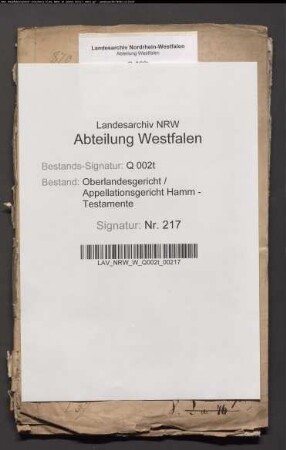 Landesarchiv Nordrhein-Westfalen
Abteilung Westfalen
Landesarchiv NRW
Abteilung Westfalen
Bestands-Signatur: Q 002t
Bestand: Oberlandesgericht /
Appellationsgericht Hamm -
Testamente
Signatur: Nr. 217
LAV_NRW_W_Q002t_00217